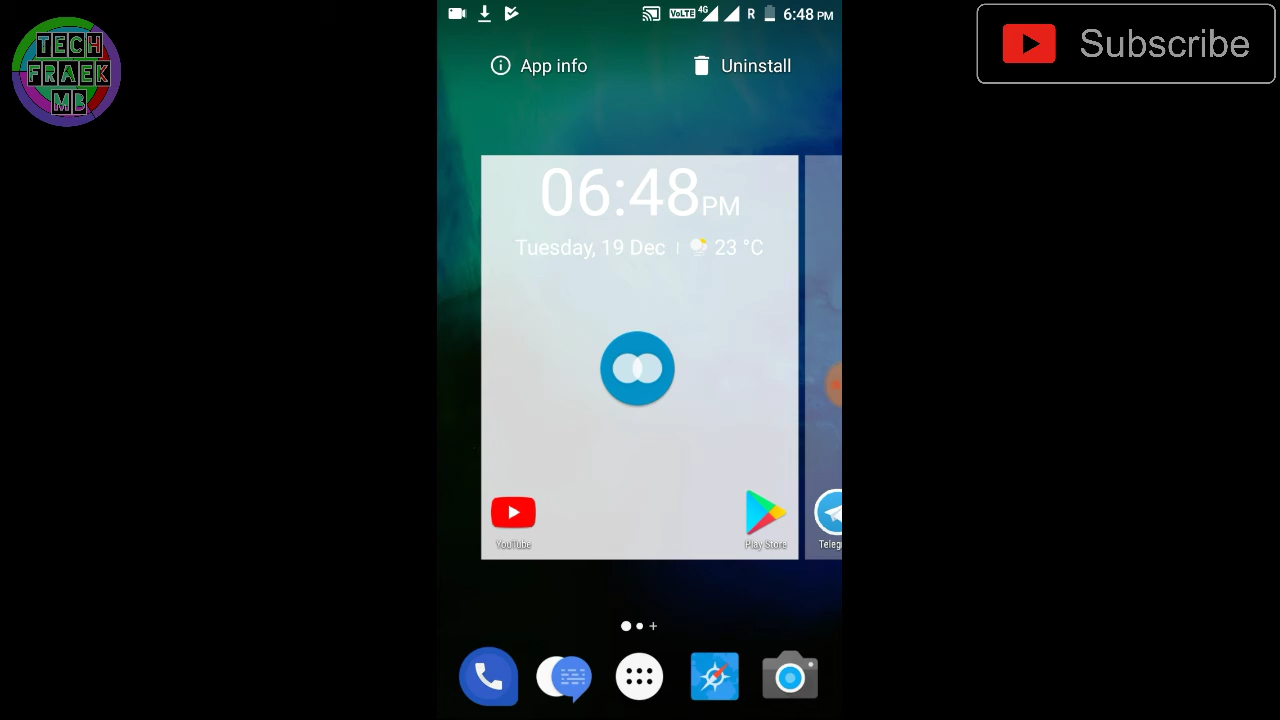 TECH
FRAEK
MB
VoLTE 4G R 6:48 PM
Subscribe
App info
Uninstall
06:48PM
Tuesday, 19 Dec | 23 °C
YouTube
Play Store
Teleg